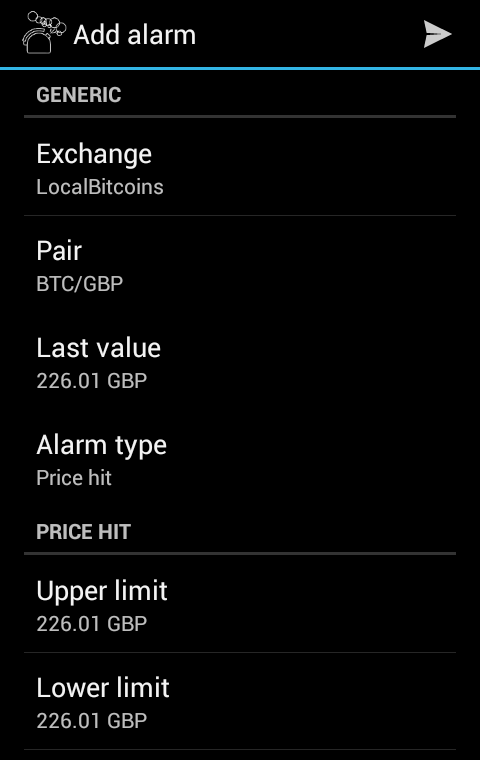 Add alarm
GENERIC
Exchange
LocalBitcoins
Pair
BTC/GBP
Last value
226.01 GBP
Alarm type
Price hit
PRICE HIT
Upper limit
226.01 GBP
Lower limit
226.01 GBP